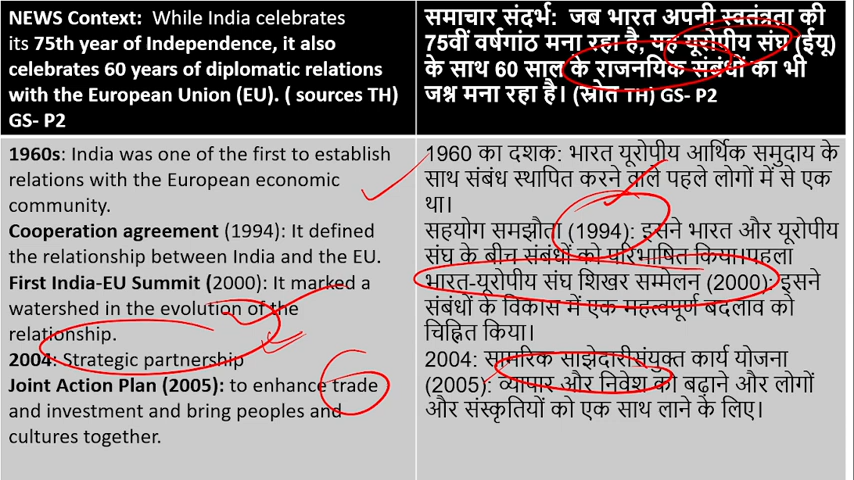 NEWS Context: While India celebrates
its 75th year of Independence, it also
celebrates 60 years of diplomatic relations
with the European Union (EU). ( sources TH)
GS- P2
समाचार संदर्भ: जब भारत अपनी स्वतंत्रता की
75वीं वर्षगांठ मना रहा है, यह यूरोपीय संघ (ईयू)
के साथ 60 साल के राजनयिक संबंधों का भी
जश्न मना रहा है। (स्रोत TH) GS- P2
1960s: India was one of the first to establish
relations with the European economic
community.
Cooperation agreement (1994): It defined
the relationship between India and the EU.
First India-EU Summit (2000): It marked a
watershed in the evolution of the
relationship.
2004: Strategic partnership
Joint Action Plan (2005): to enhance trade
and investment and bring peoples and
cultures together.
1960 का दशक: भारत यूरोपीय आर्थिक समुदाय के
साथ संबंध स्थापित करने वाले पहले लोगों में से एक
था।
सहयोग समझौता (1994): इसने भारत और यूरोपीय
संघ के बीच संबंधों को परिभाषित किया।पहला
भारत-यूरोपीय संघ शिखर सम्मेलन (2000): इसने
संबंधों के विकास में एक महत्वपूर्ण बदलाव को
चिह्नित किया।
2004: सामरिक साझेदारीसंयुक्त कार्य योजना
(2005): व्यापार और निवेश को बढ़ाने और लोगों
और संस्कृतियों को एक साथ लाने के लिए।